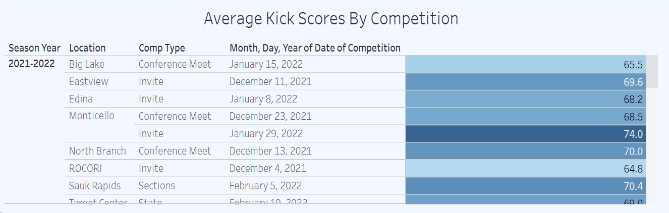 Average Kick Scores By Competition
Season Year Location Comp Type Month, Day, Year of Date of Competition
2021-2022 Big Lake Conference Meet January 15, 2022 65.5
Eastview Invite December 11, 2021 69.6
Edina Invite January 8, 2022 68.2
Monticello Conference Meet December 23, 2021 68.5
Invite January 29, 2022 74.0
North Branch Conference Meet December 13, 2021 70.0
ROCORI Invite December 4, 2021 64.8
Sauk Rapids Sections February 5, 2022 70.4
Target Center State February 19, 2022 69.0